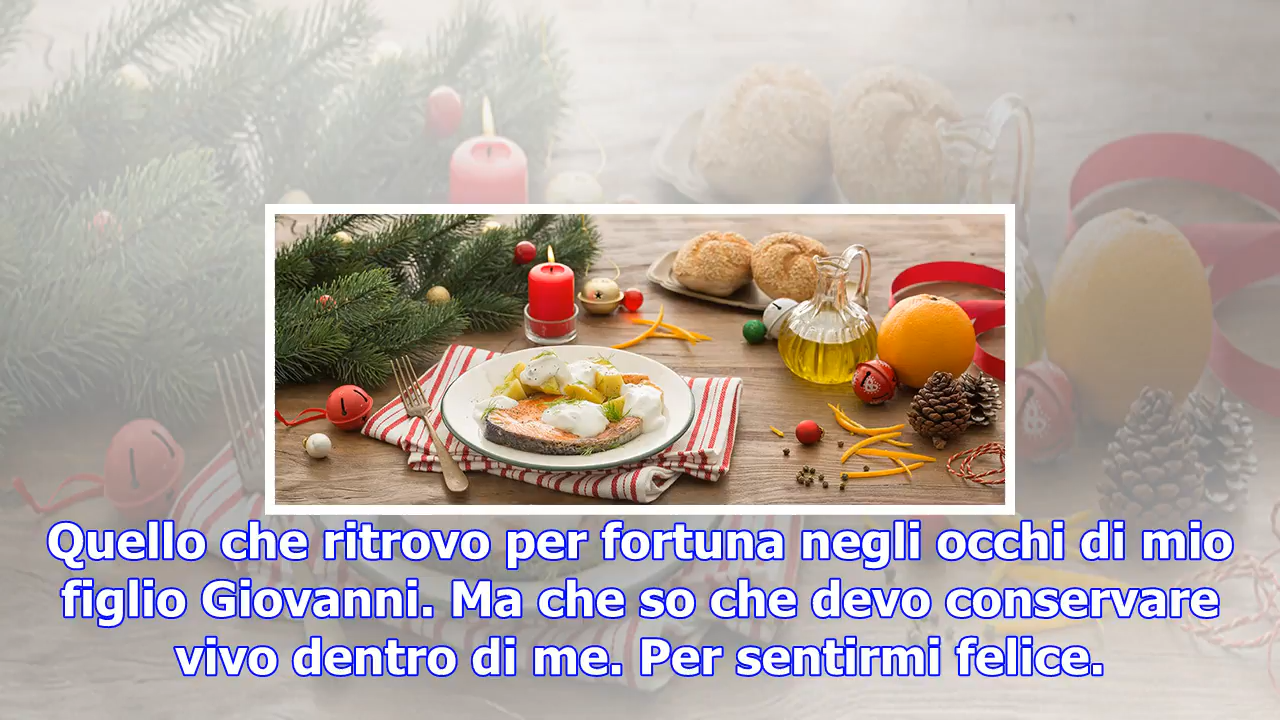 Quello che ritrovo per fortuna negli occhi di mio
figlio Giovanni. Ma che so che devo conservare
vivo dentro di me. Per sentirmi felice.